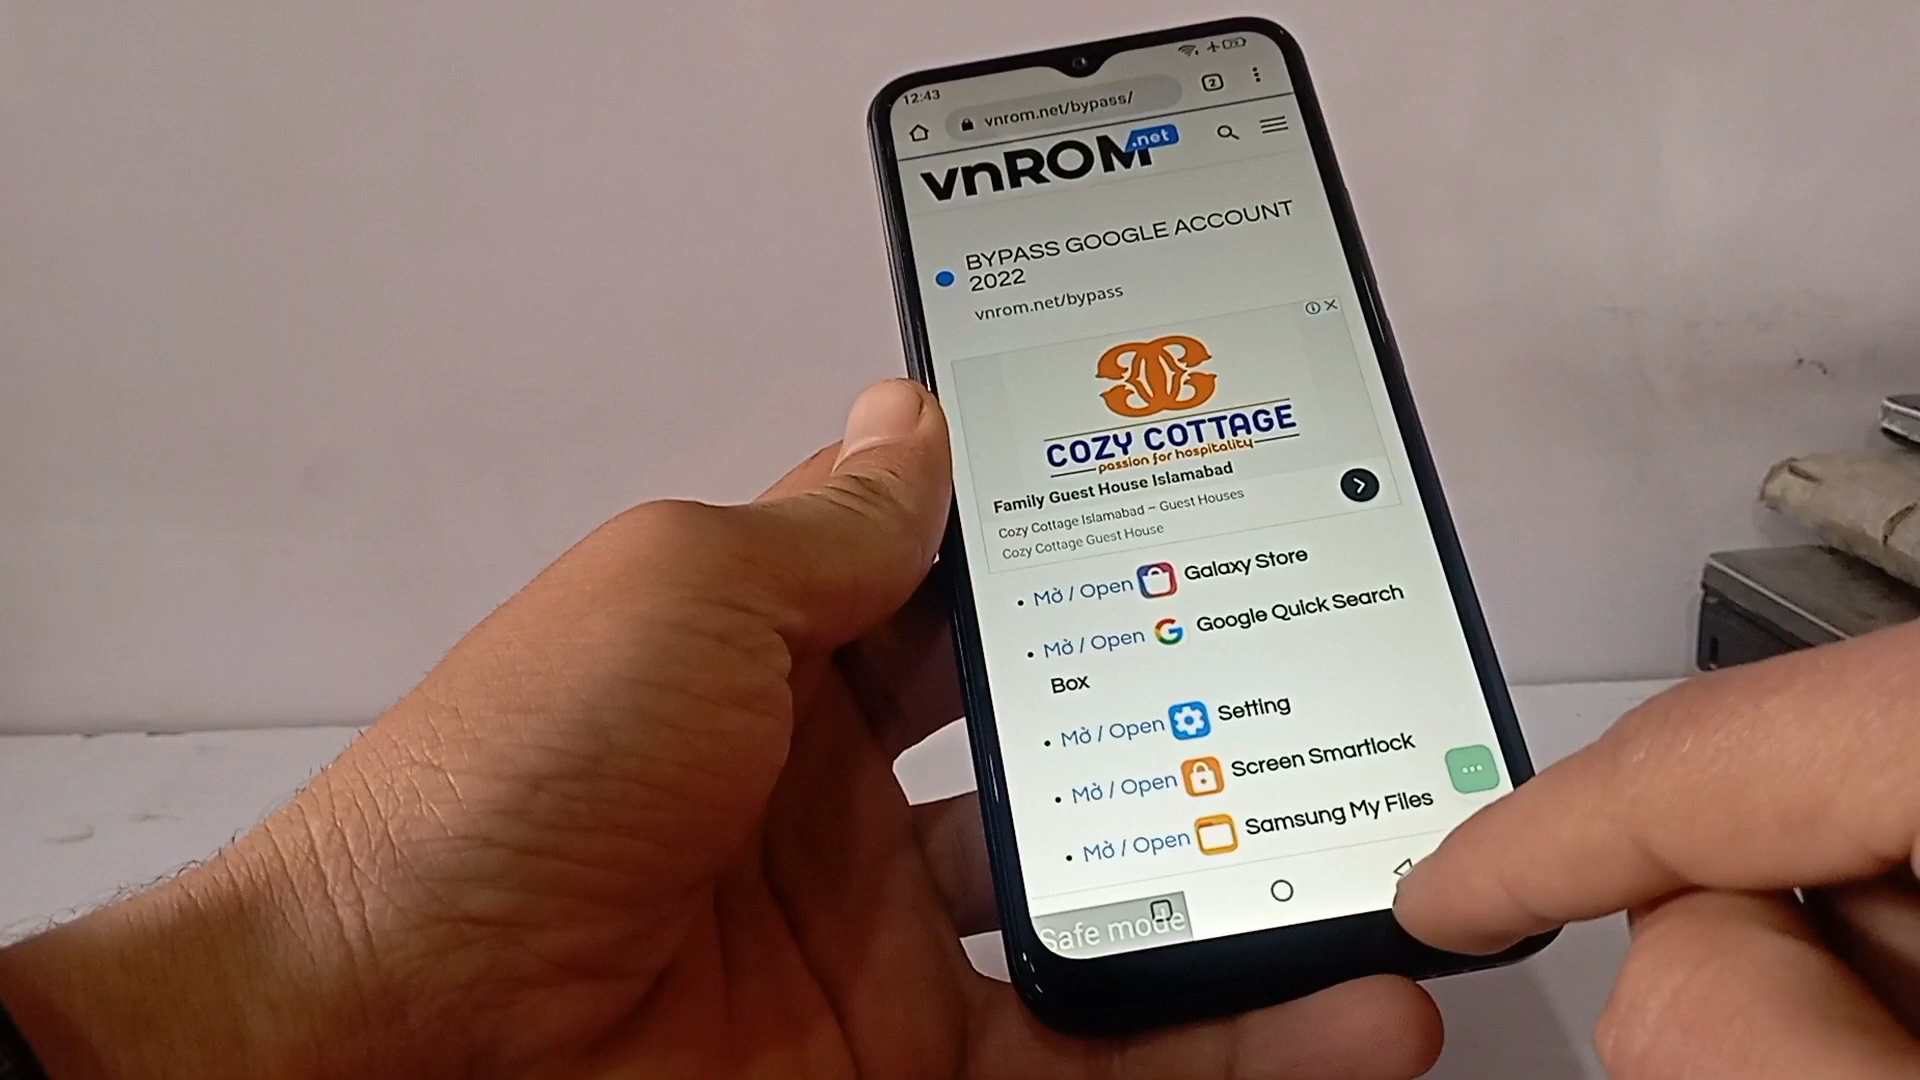 12:43
vnrom.net/bypass/
2
vnROM.net
BYPASS GOOGLE ACCOUNT
2022
vnrom.net/bypass
COZY COTTAGE
passion for hospitality
Family Guest House Islamabad
Cozy Cottage Islamabad – Guest Houses
Cozy Cottage Guest House
• Mở / Open Galaxy Store
• Mở / Open Google Quick Search
Box
• Mở / Open Setting
• Mở / Open Screen Smartlock
• Mở / Open Samsung My Files
Safe mode